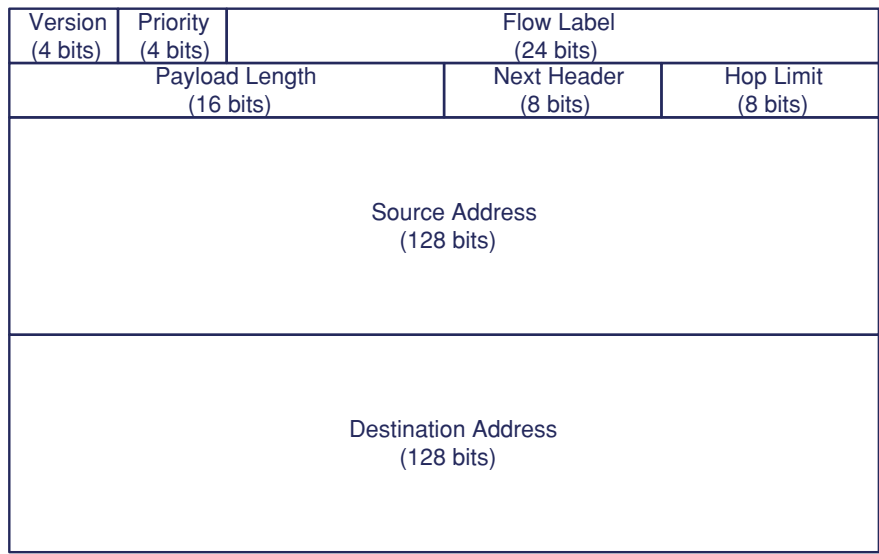 Version
(4 bits)
Priority
(4 bits)
Flow Label
(24 bits)
Payload Length
(16 bits)
Next Header
(8 bits)
Hop Limit
(8 bits)
Source Address
(128 bits)
Destination Address
(128 bits)